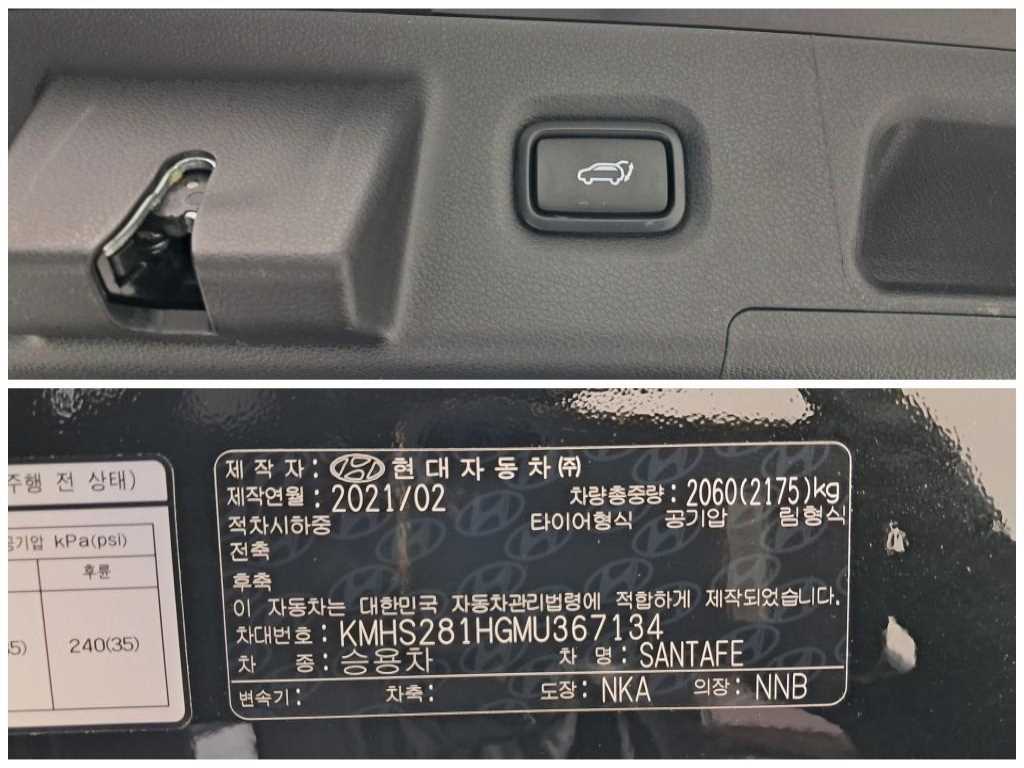 주행 전 상태)
공기압 kPa(psi)
후륜
240(35)
제 작 자 : 현대자동차(주)
제작연월 : 2021/02 차량총중량 : 2060(2175)kg
적차시하중 타이어형식 공기압 림형식
전축
후축
이 자동차는 대한민국 자동차관리법령에 적합하게 제작되었습니다.
차대번호 : KMHS281HGMU367134
차 종 : 승용차 차 명 : SANTAFE
변속기 : 차축 : 도장 : NKA 의장 : NNB